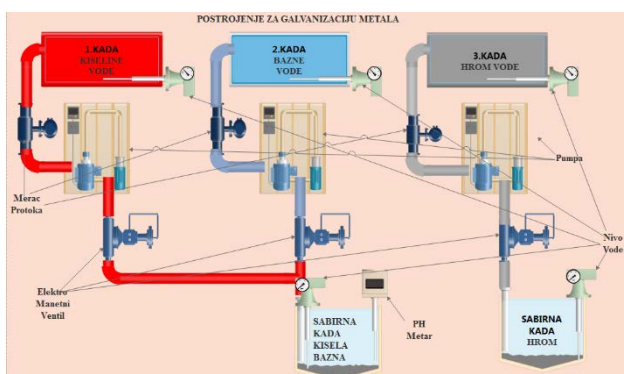 POSTROJENJE ZA GALVANIZACIJU METALA
1.KADA
KISELINE
VODE
2.KADA
BAZNE
VODE
3.KADA
HROM VODE
Merac
Protoka
Pumpa
Nivo
Vode
Elektro
Manetni
Ventil
SABIRNA
KADA
KISELA
BAZNA
PH
Metar
SABIRNA
KADA
HROM